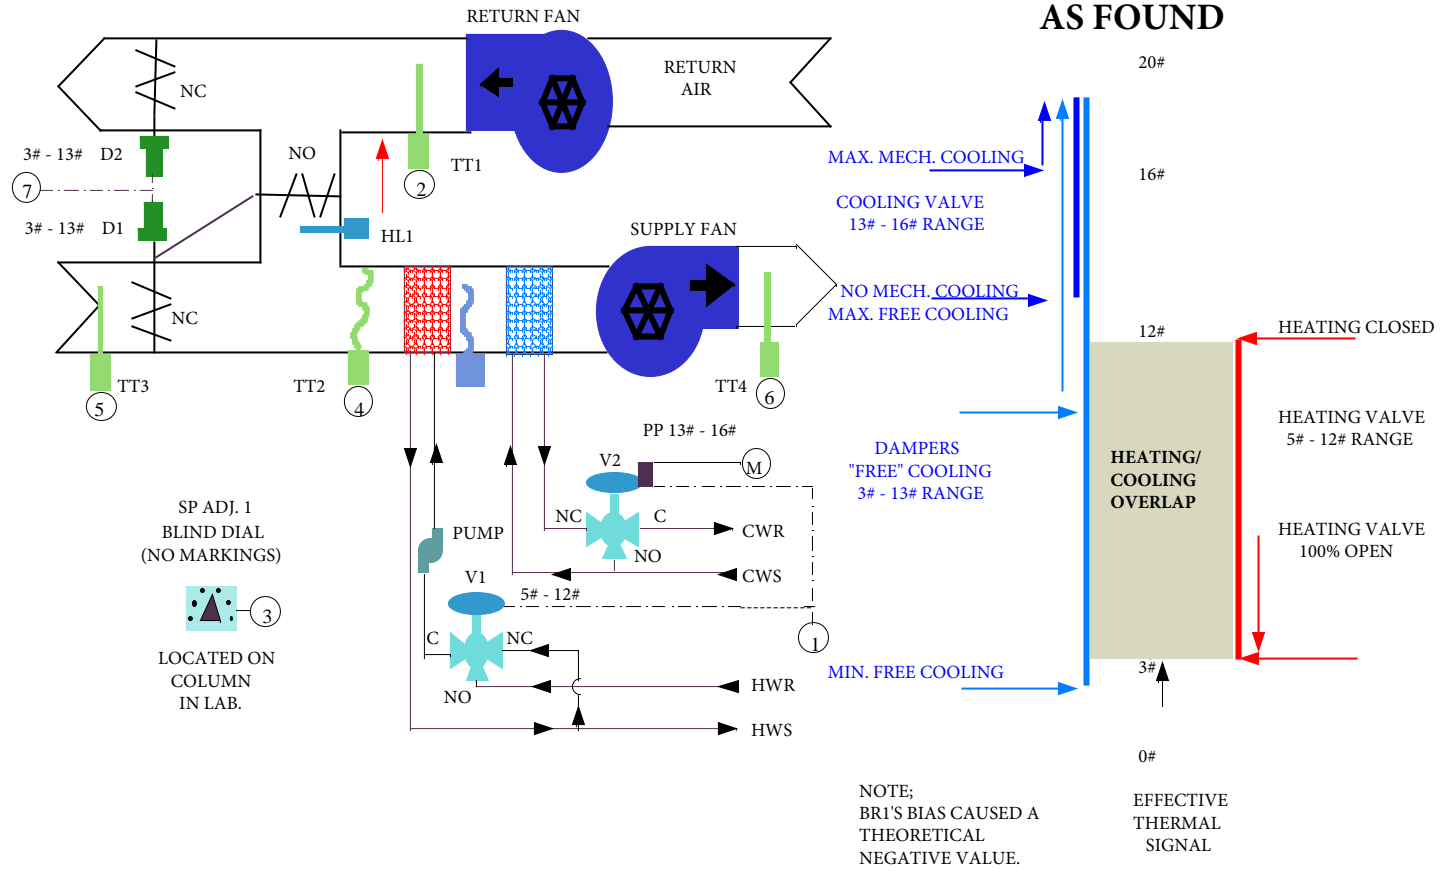 RETURN FAN
AS FOUND
20#
RETURN
AIR
NC
3# - 13# D2
NO
TT1
2
7
3# - 13# D1
HL1
SUPPLY FAN
NC
TT3
5
TT2
4
TT4
6
MAX. MECH. COOLING
16#
COOLING VALVE
13# - 16# RANGE
NO MECH. COOLING
MAX. FREE COOLING
12#
HEATING CLOSED
HEATING VALVE
5# - 12# RANGE
DAMPERS
"FREE" COOLING
3# - 13# RANGE
HEATING/
COOLING
OVERLAP
HEATING VALVE
100% OPEN
PP 13# - 16#
V2
M
NC
C
CWR
NO
CWS
PUMP
V1
5# - 12#
C
NC
1
NO
HWR
HWS
SP ADJ. 1
BLIND DIAL
(NO MARKINGS)
3
LOCATED ON
COLUMN
IN LAB.
MIN. FREE COOLING
3#
0#
NOTE;
BR1'S BIAS CAUSED A
THEORETICAL
NEGATIVE VALUE.
EFFECTIVE
THERMAL
SIGNAL